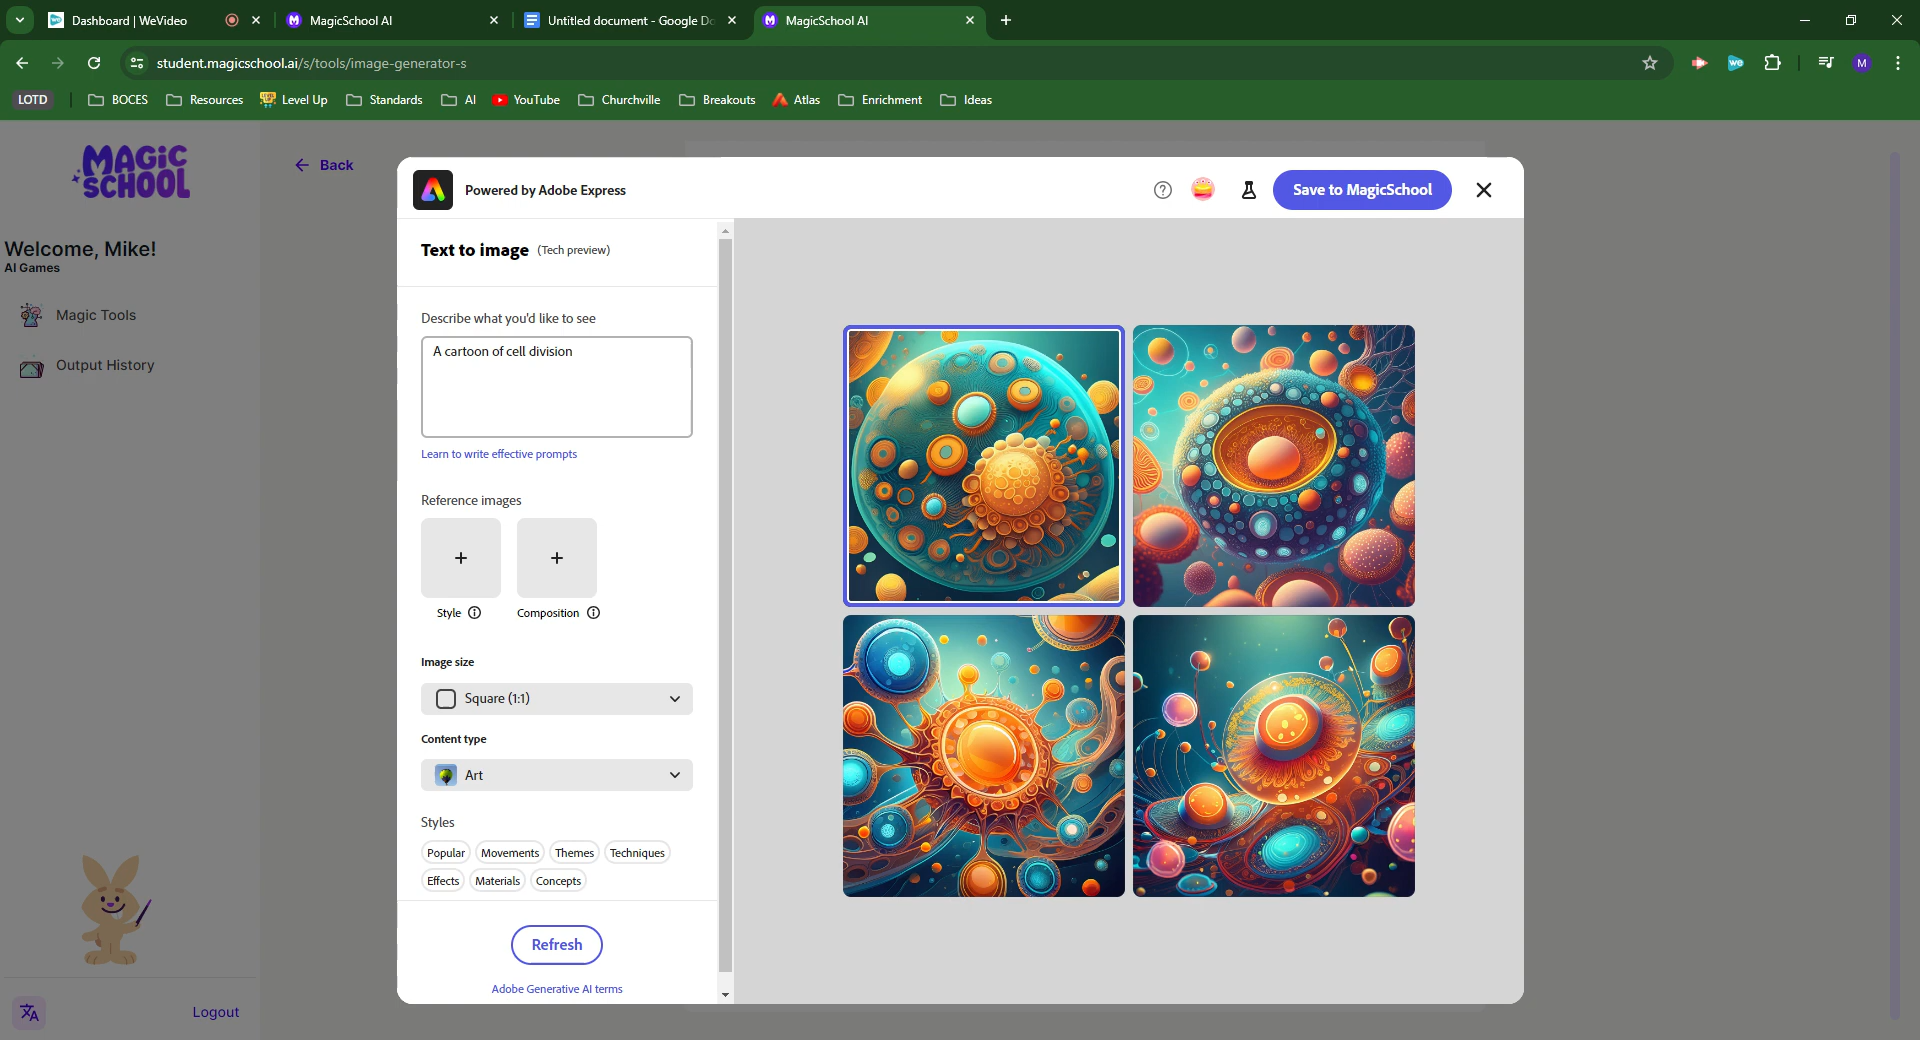 Dashboard | WeVideo
MagicSchool AI
Untitled document - Google Do
MagicSchool AI
student.magicschool.ai/s/tools/image-generator-s
we
M
LOTD
BOCES
Resources
Level Up
Standards
AI
YouTube
Churchville
Breakouts
Atlas
Enrichment
Ideas
MAGIC
SCHOOL
Back
Welcome, Mike!
AI Games
Magic Tools
Output History
Logout
Powered by Adobe Express
Save to MagicSchool
Text to image (Tech preview)
Describe what you'd like to see
A cartoon of cell division
Learn to write effective prompts
Reference images
Style
Composition
Image size
Square (1:1)
Content type
Art
Styles
Popular Movements Themes Techniques
Effects Materials Concepts
Refresh
Adobe Generative AI terms